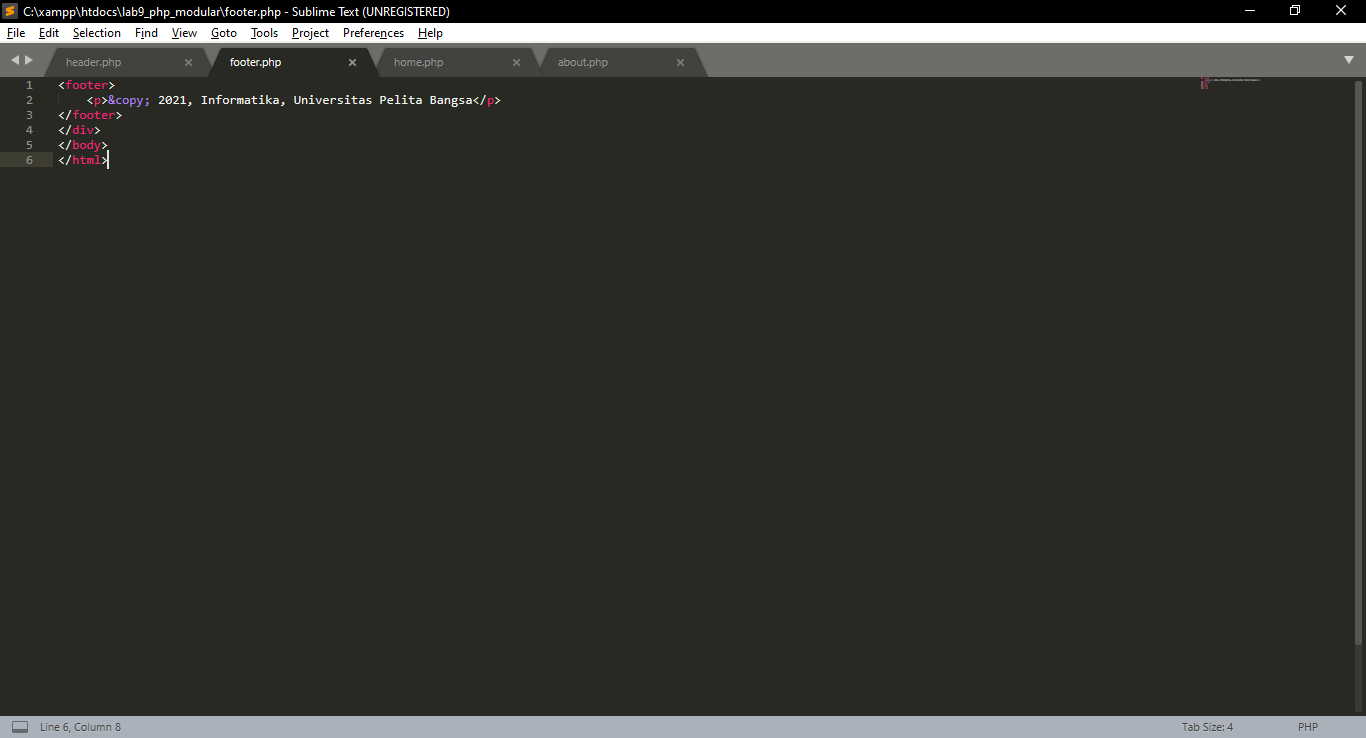 C:\xampp\htdocs\lab9_php_modular\footer.php - Sublime Text (UNREGISTERED)
File Edit Selection Find View Goto Tools Project Preferences Help
header.php footer.php home.php about.php
1 <footer>
2     <p>&copy; 2021, Informatika, Universitas Pelita Bangsa</p>
3 </footer>
4 </div>
5 </body>
6 </html>
Line 6, Column 8 Tab Size: 4 PHP